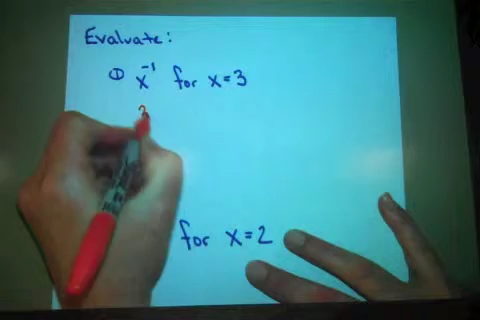 Evaluate:
① x⁻¹ for x=3
for x=2